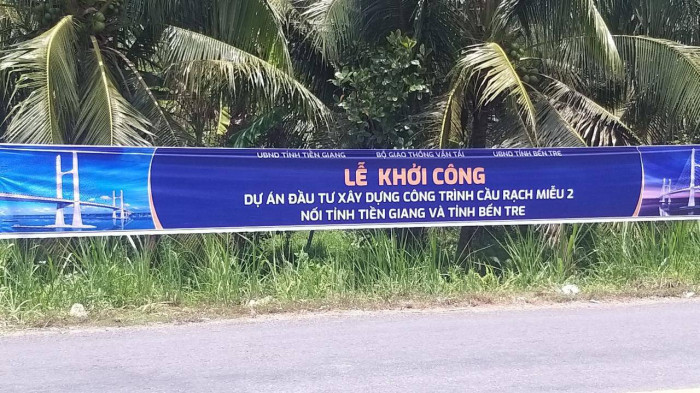 UBND TỈNH TIỀN GIANG BỘ GIAO THÔNG VẬN TẢI UBND TỈNH BẾN TRE
LỄ KHỞI CÔNG
DỰ ÁN ĐẦU TƯ XÂY DỰNG CÔNG TRÌNH CẦU RẠCH MIỄU 2
NỐI TỈNH TIỀN GIANG VÀ TỈNH BẾN TRE